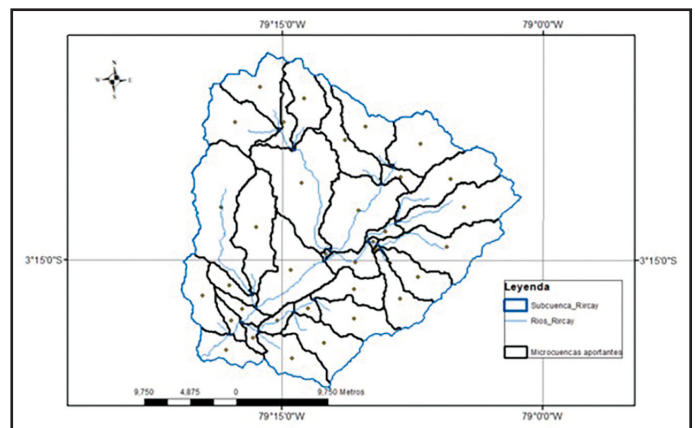 79°15'0"W 79°0'0"W
N
W E
S
3°15'0"S 3°15'0"S
Leyenda
Subcuenca_Rircay
Rios_Rircay
Microcuencas aportantes
9,750 4,875 0 9,750 Metros
79°15'0"W 79°0'0"W